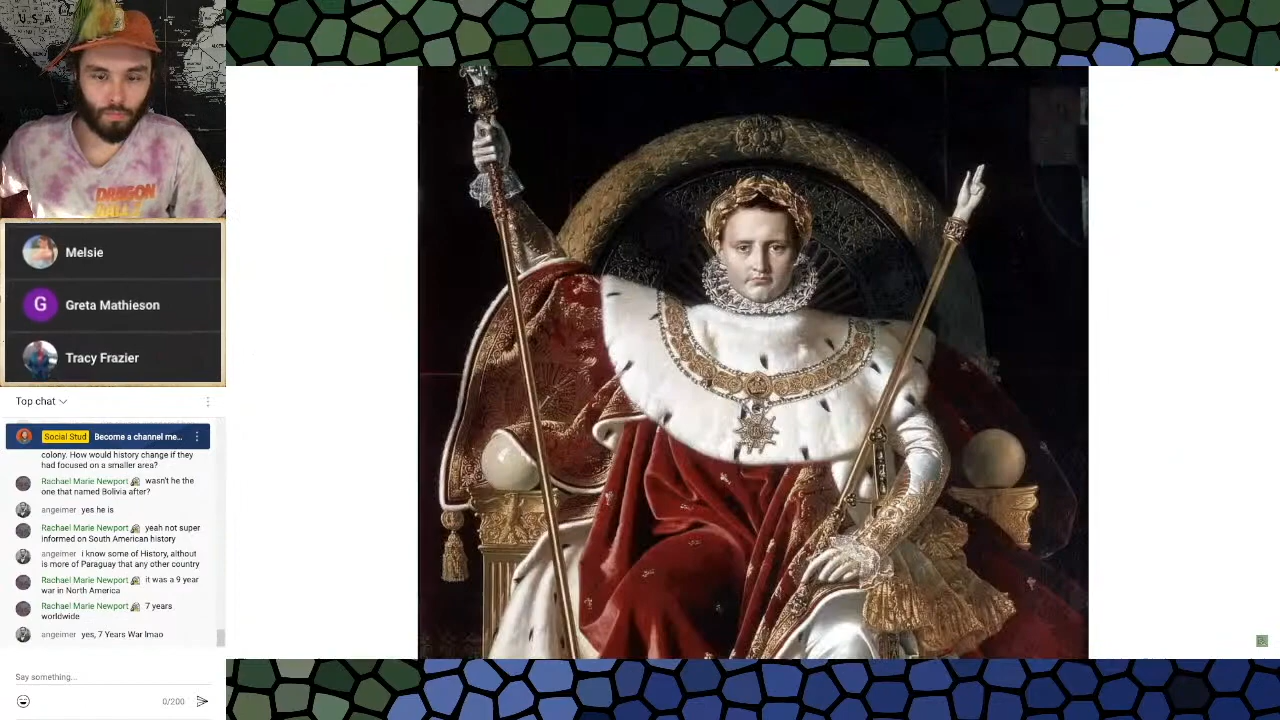 U.S.A
DRAGON
BALL Z
Melsie
G Greta Mathieson
Tracy Frazier
Top chat
Social Stud Become a channel me...
colony. How would history change if they
had focused on a smaller area?
Rachael Marie Newport wasn't he the
one that named Bolivia after?
angeimer yes he is
Rachael Marie Newport yeah not super
informed on South American history
angeimer i know some of History, althout
is more of Paraguay that any other country
Rachael Marie Newport it was a 9 year
war in North America
Rachael Marie Newport 7 years
worldwide
angeimer yes, 7 Years War lmao
Say something...
0/200